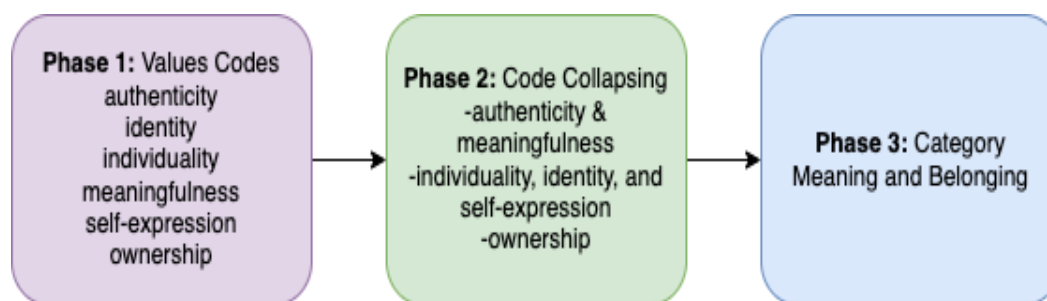 Phase 1: Values Codes
authenticity
identity
individuality
meaningfulness
self-expression
ownership
Phase 2: Code Collapsing
-authenticity &
meaningfulness
-individuality, identity, and
self-expression
-ownership
Phase 3: Category
Meaning and Belonging